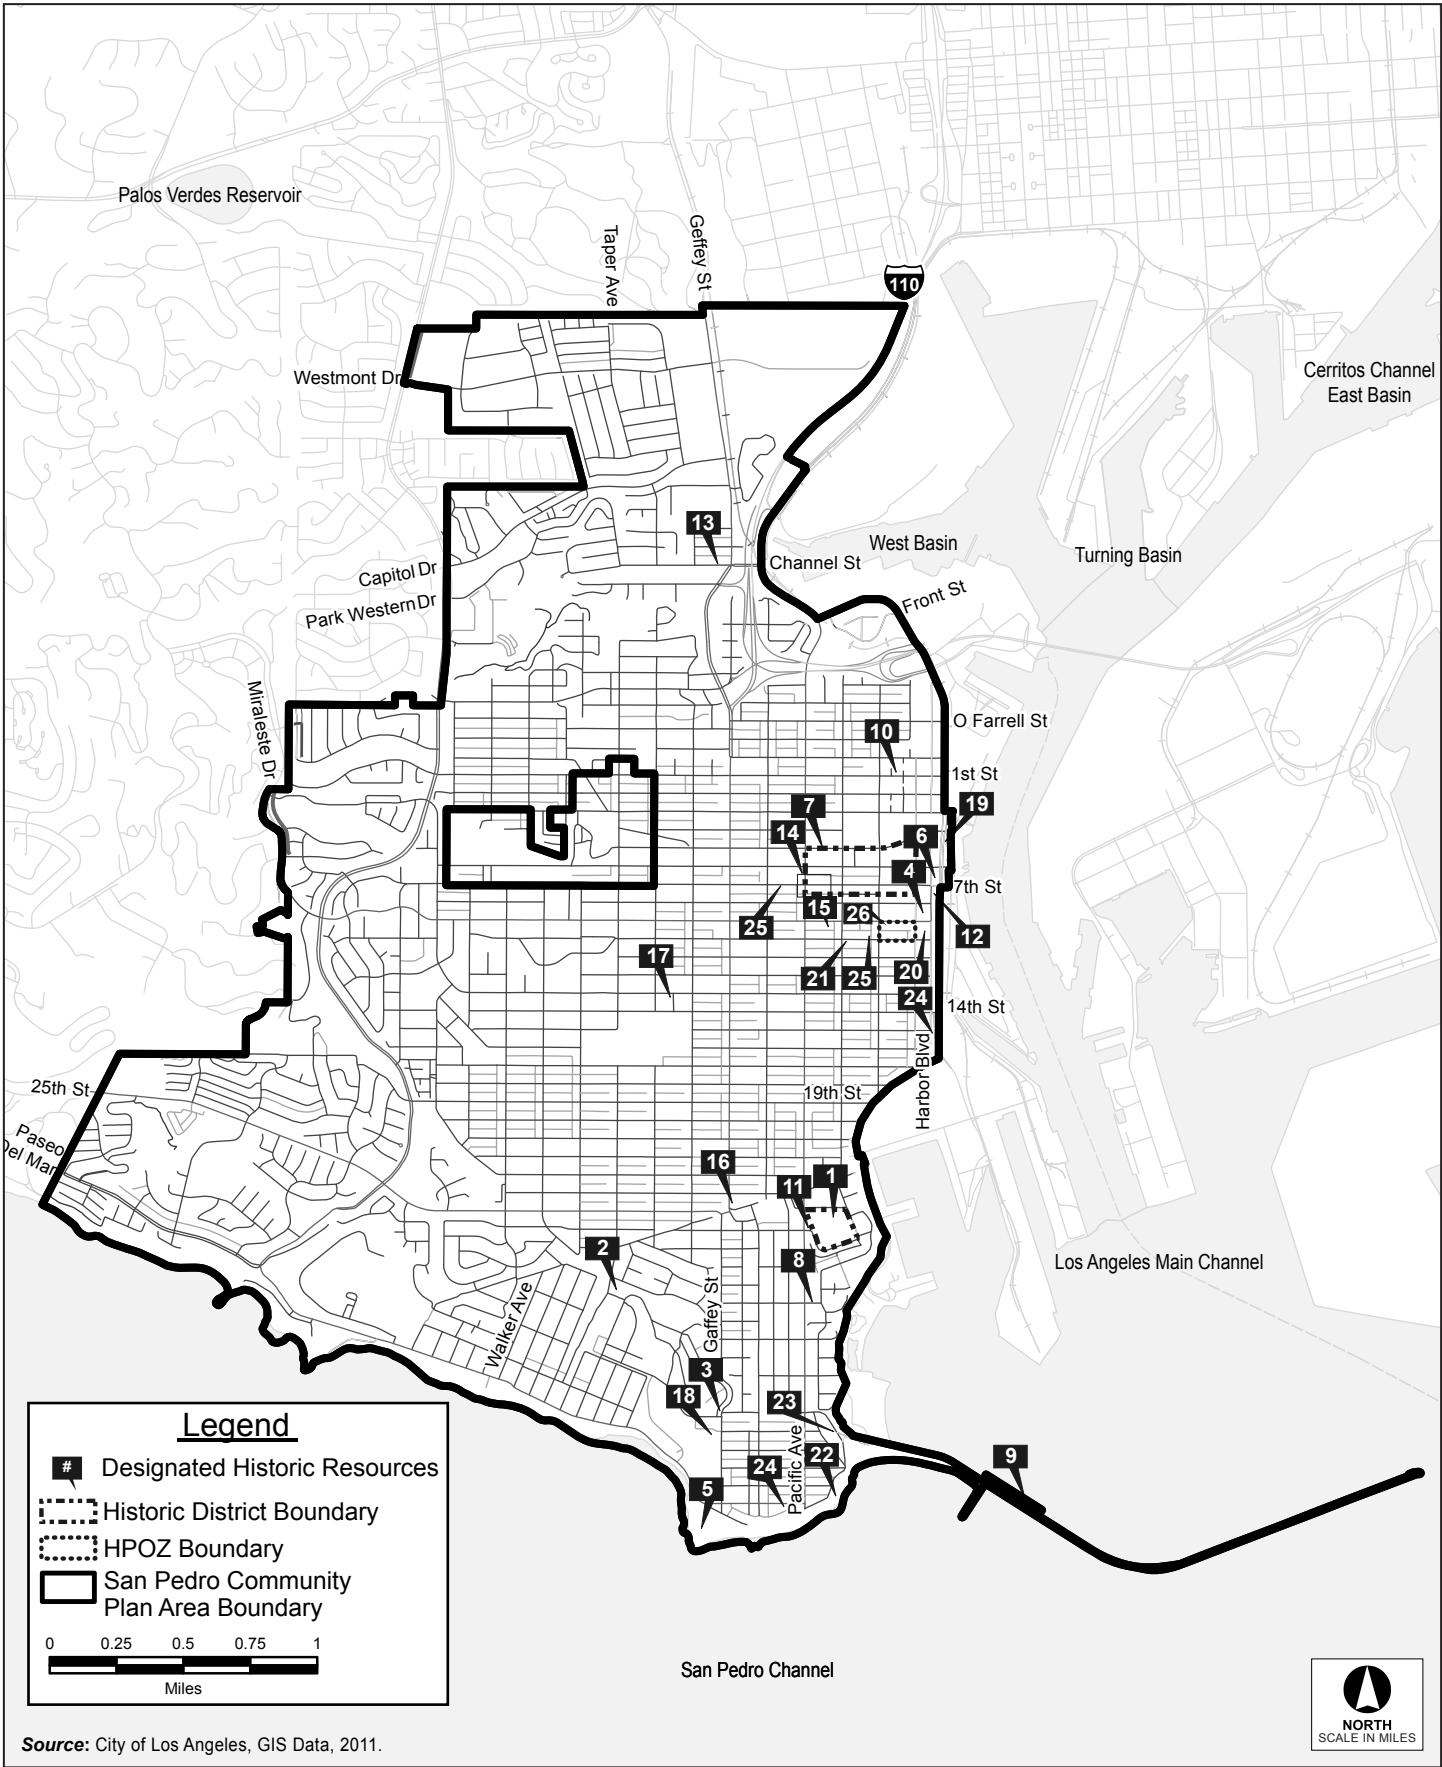 Palos Verdes Reservoir
Taper Ave
Geffey St
110
Westmont Dr
Cerritos Channel
East Basin
13
West Basin
Turning Basin
Channel St
Capitol Dr
Park Western Dr
Front St
Miraleste Dr
O Farrell St
10
1st St
19
7
14
6
4
7th St
15
26
25
12
17
21
25
20
24
14th St
Harbor Blvd
25th St
19th St
Paseo
Del Mar
16
1
11
2
8
Los Angeles Main Channel
Gaffey St
Walker Ave
3
18
23
Pacific Ave
22
24
9
5
Legend
# Designated Historic Resources
Historic District Boundary
HPOZ Boundary
San Pedro Community
Plan Area Boundary
0 0.25 0.5 0.75 1
Miles
San Pedro Channel
NORTH
SCALE IN MILES
Source: City of Los Angeles, GIS Data, 2011.